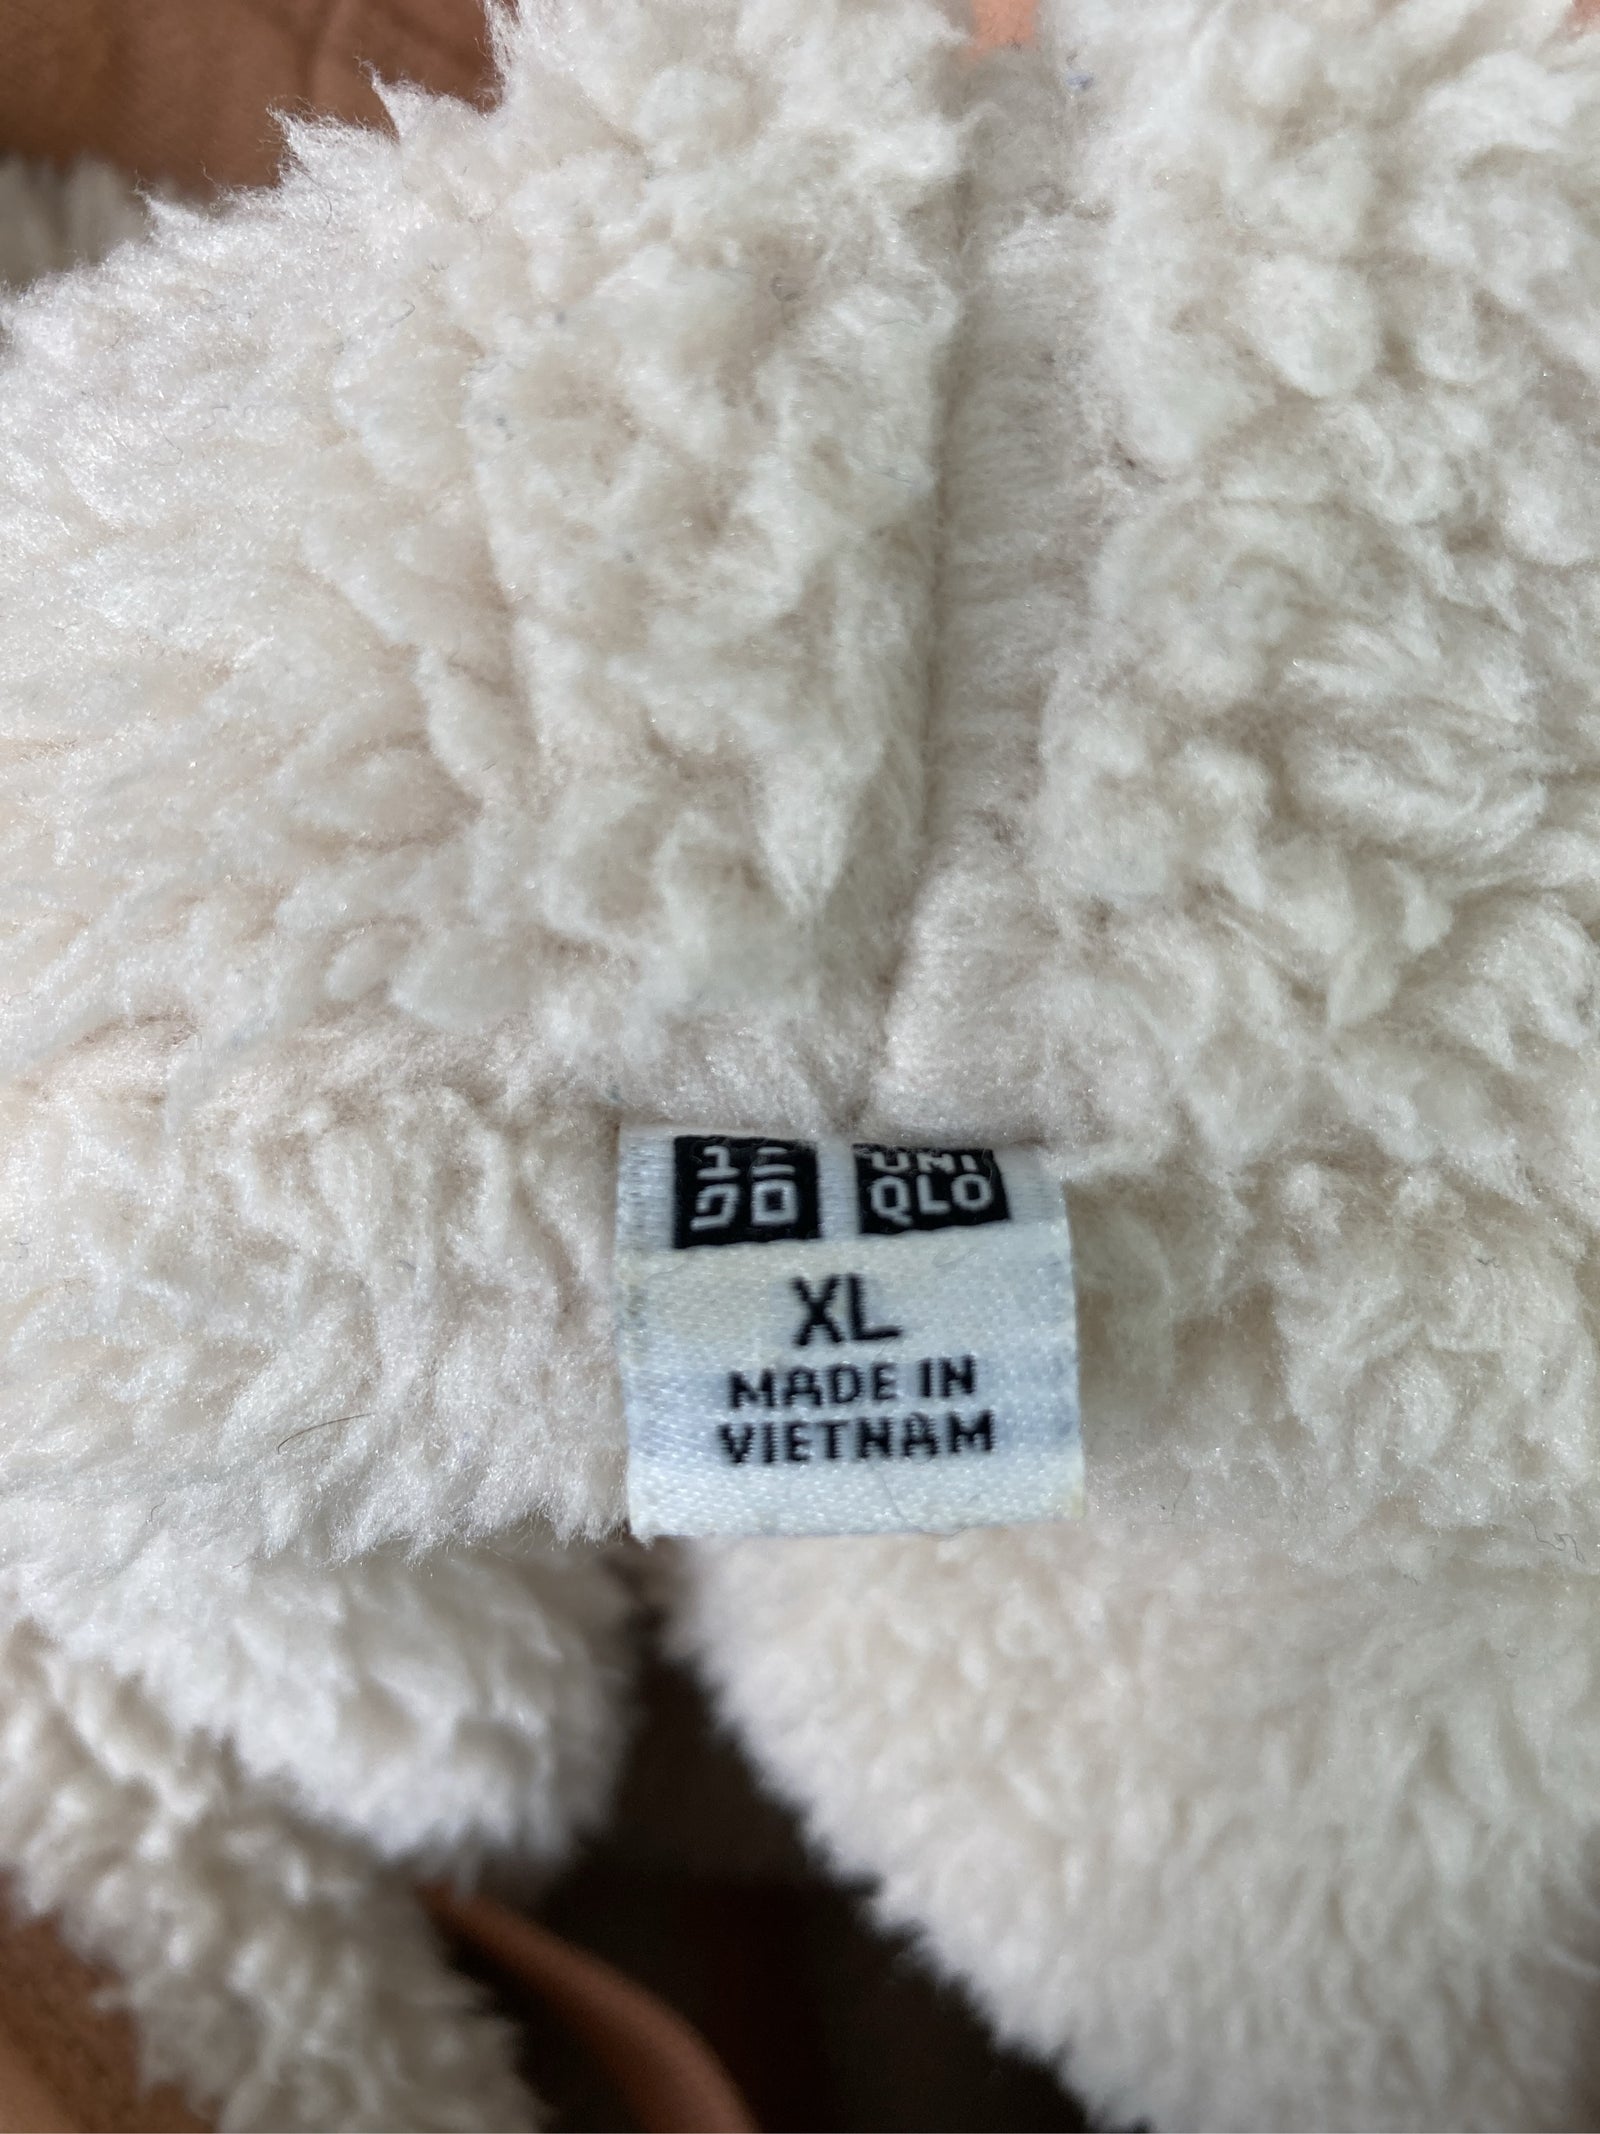 ユニ UNI
クロ QLO
XL
MADE IN
VIETNAM